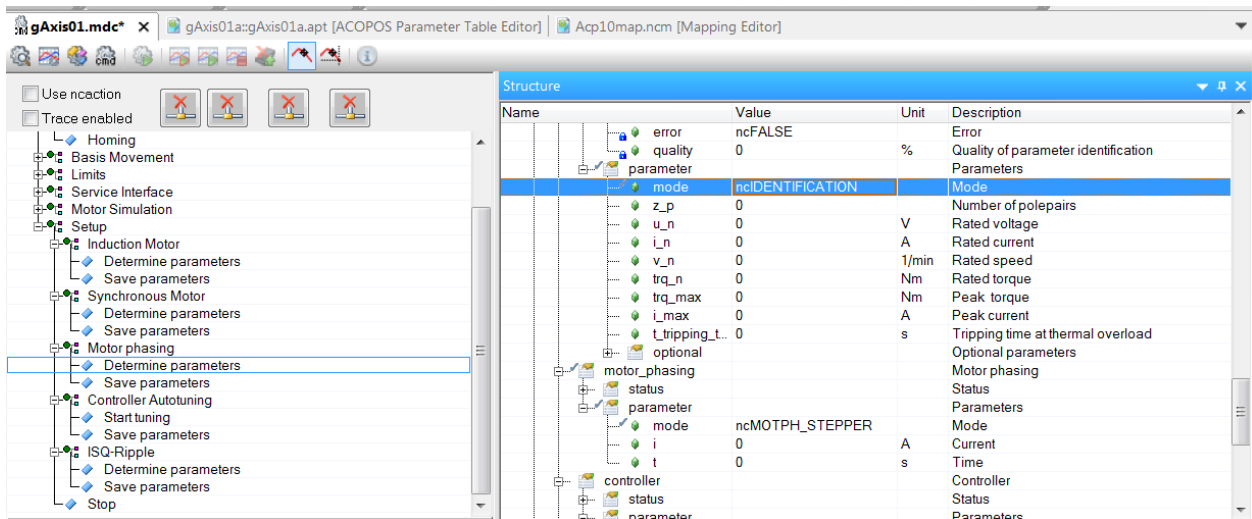 gAxis01.mdc* X gAxis01a::gAxis01a.apt [ACOPOS Parameter Table Editor] Acp10map.ncm [Mapping Editor]
cmd
Use ncaction
Trace enabled
Homing
Basis Movement
Limits
Service Interface
Motor Simulation
Setup
Induction Motor
Determine parameters
Save parameters
Synchronous Motor
Determine parameters
Save parameters
Motor phasing
Determine parameters
Save parameters
Controller Autotuning
Start tuning
Save parameters
ISQ-Ripple
Determine parameters
Save parameters
Stop
Structure
Name Value Unit Description
error ncFALSE Error
quality 0 % Quality of parameter identification
parameter Parameters
mode ncIDENTIFICATION Mode
z_p 0 Number of polepairs
u_n 0 V Rated voltage
i_n 0 A Rated current
v_n 0 1/min Rated speed
trq_n 0 Nm Rated torque
trq_max 0 Nm Peak torque
i_max 0 A Peak current
t_tripping_t... 0 s Tripping time at thermal overload
optional Optional parameters
motor_phasing Motor phasing
status Status
parameter Parameters
mode ncMOTPH_STEPPER Mode
i 0 A Current
t 0 s Time
controller Controller
status Status
parameter Parameters